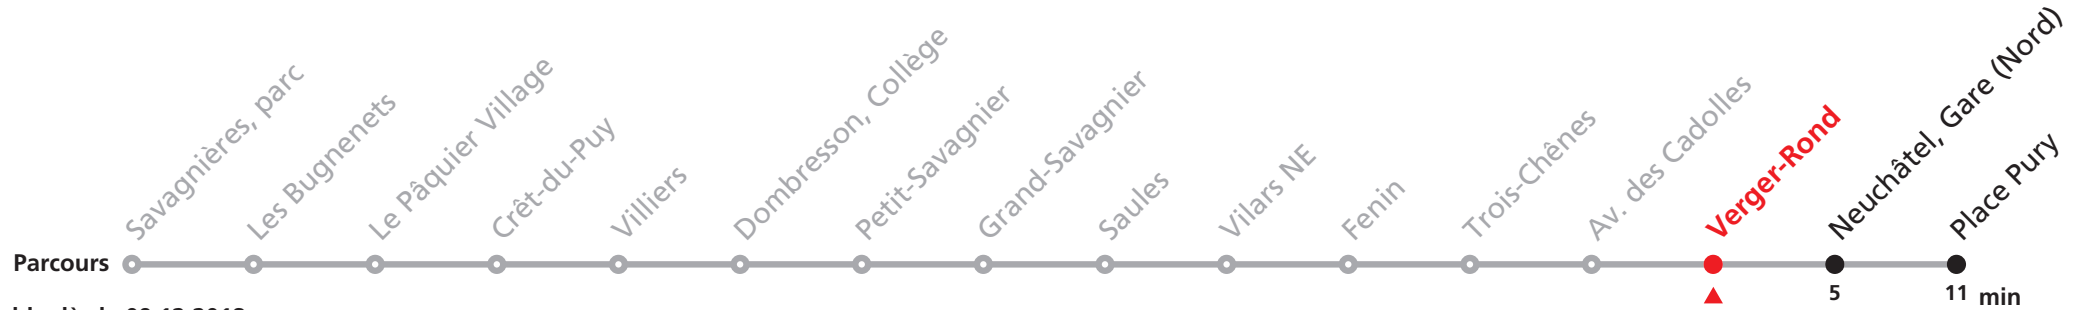 Savagnières, parc
Les Bugnenets
Le Pâquier Village
Crêt-du-Puy
Villiers
Dombresson, Collège
Petit-Savagnier
Grand-Savagnier
Saules
Vilars NE
Fenin
Trois-Chênes
Av. des Cadolles
Verger-Rond
Neuchâtel, Gare (Nord)
Place Pury
Parcours
5
11 min